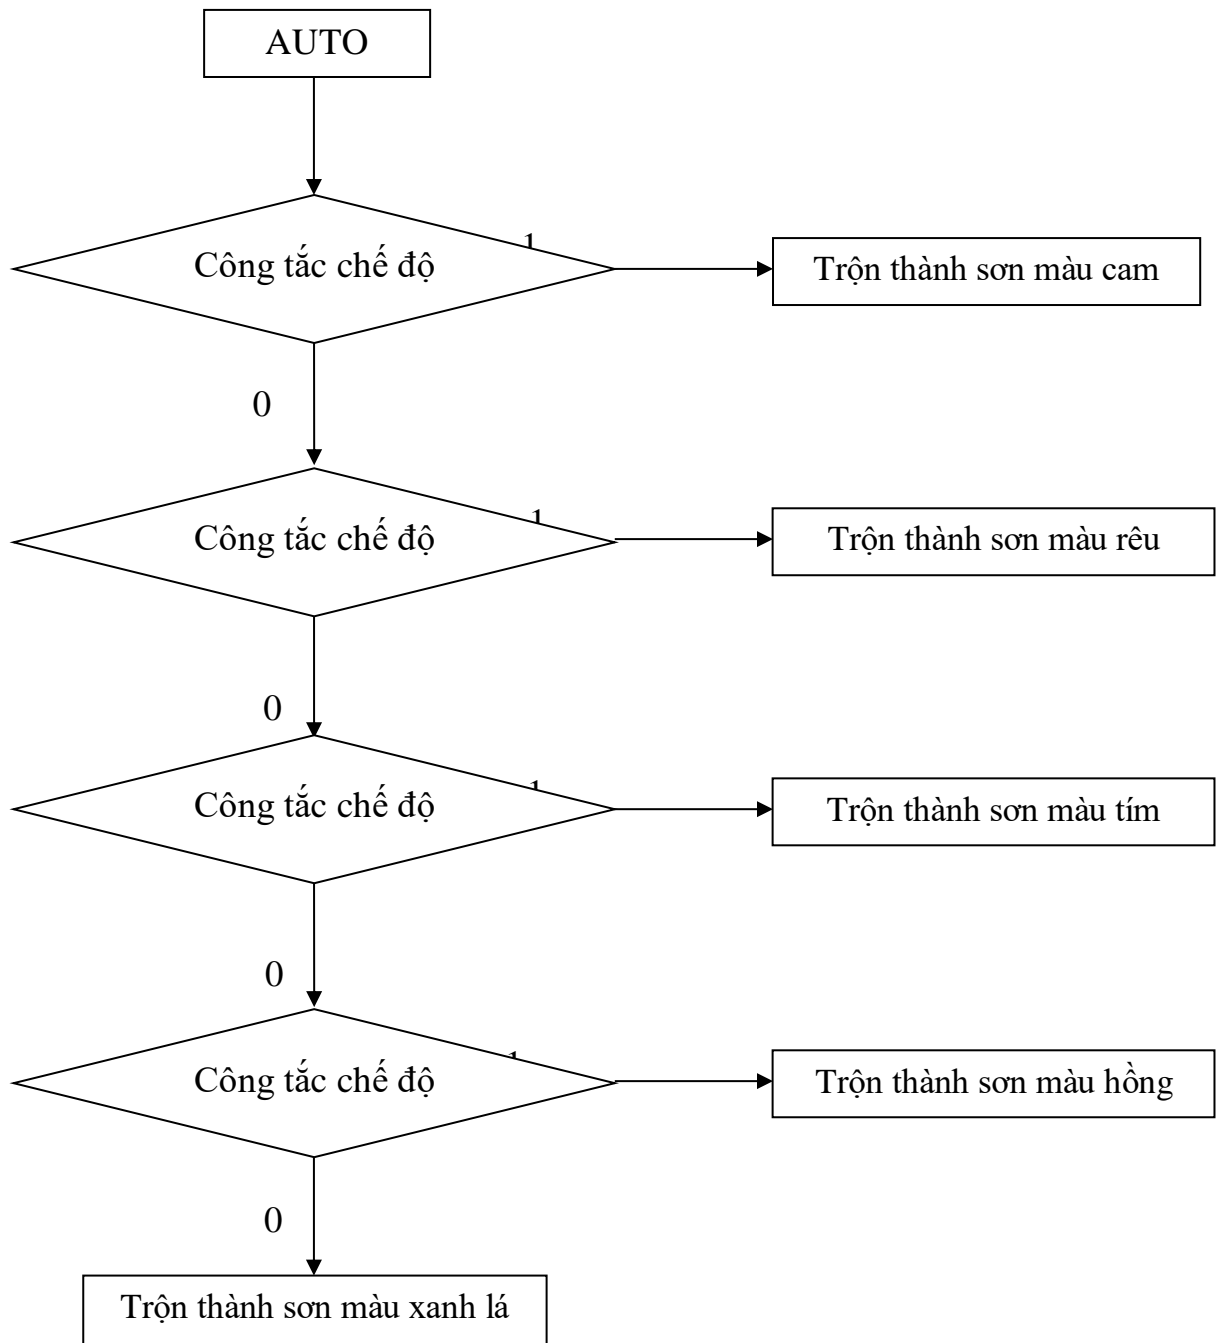 AUTO
1
Công tắc chế độ
Trộn thành sơn màu cam
0
1
Công tắc chế độ
Trộn thành sơn màu rêu
0
1
Công tắc chế độ
Trộn thành sơn màu tím
0
1
Công tắc chế độ
Trộn thành sơn màu hồng
0
Trộn thành sơn màu xanh lá